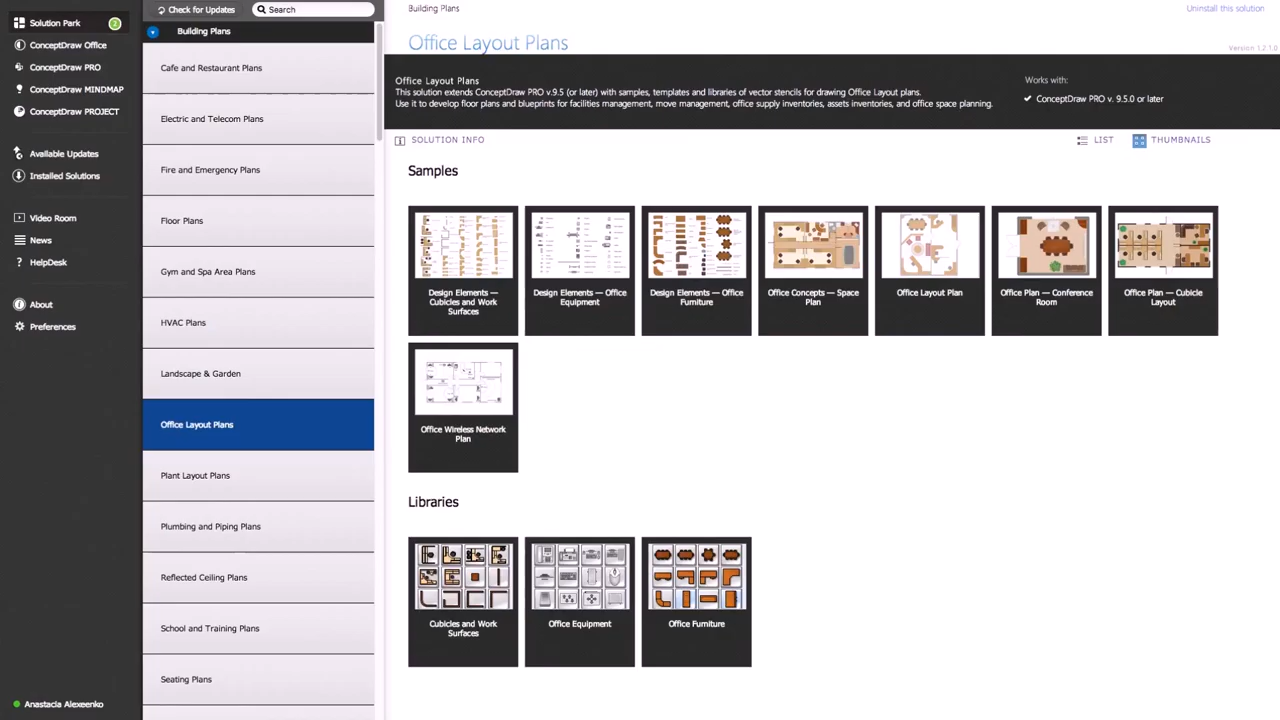 Solution Park
2
ConceptDraw Office
ConceptDraw PRO
ConceptDraw MINDMAP
ConceptDraw PROJECT
Available Updates
Installed Solutions
Video Room
News
HelpDesk
About
Preferences
Anastacia Alexeenko
Check for Updates
Search
Building Plans
Cafe and Restaurant Plans
Electric and Telecom Plans
Fire and Emergency Plans
Floor Plans
Gym and Spa Area Plans
HVAC Plans
Landscape & Garden
Office Layout Plans
Plant Layout Plans
Plumbing and Piping Plans
Reflected Ceiling Plans
School and Training Plans
Seating Plans
Building Plans
Uninstall this solution
Office Layout Plans
Version 1.2.1.0
Office Layout Plans
This solution extends ConceptDraw PRO v.9.5 (or later) with samples, templates and libraries of vector stencils for drawing Office Layout plans.
Use it to develop floor plans and blueprints for facilities management, move management, office supply inventories, assets inventories, and office space planning.
Works with:
ConceptDraw PRO v. 9.5.0 or later
SOLUTION INFO
LIST
THUMBNAILS
Samples
Design Elements —
Cubicles and Work
Surfaces
Design Elements — Office
Equipment
Design Elements — Office
Furniture
Office Concepts — Space
Plan
Office Layout Plan
Office Plan — Conference
Room
Office Plan — Cubicle
Layout
Office Wireless Network
Plan
Libraries
Cubicles and Work
Surfaces
Office Equipment
Office Furniture